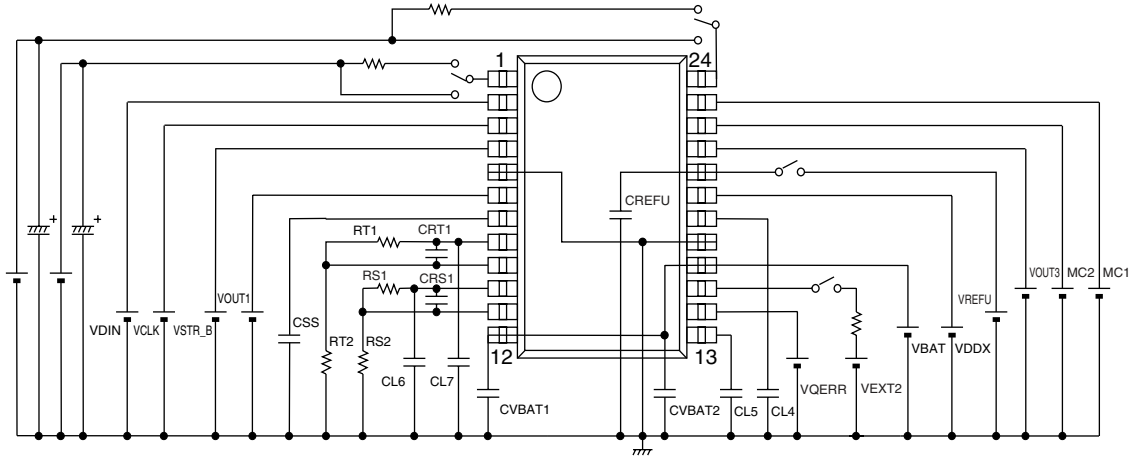 1
24
+
+
CREFU
RT1
CRT1
RS1
CRS1
VOUT1
VOUT3
MC2
MC1
VREFU
VDIN
VCLK
VSTR_B
CSS
RT2
RS2
12
13
VBAT
VDDX
CL6
CL7
VQERR
VEXT2
CVBAT1
CVBAT2
CL5
CL4